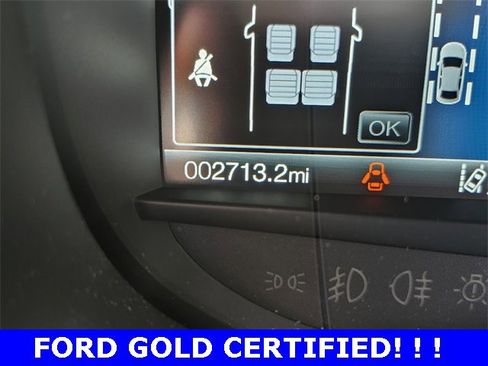 OK
002713.2mi
FORD GOLD CERTIFIED! ! !